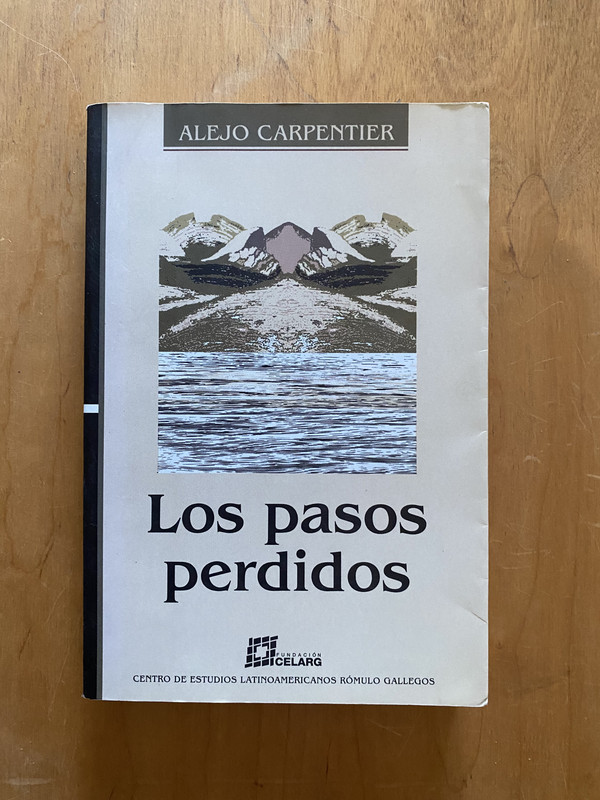 ALEJO CARPENTIER
Los pasos
perdidos
FUNDACIÓN
CELARG
CENTRO DE ESTUDIOS LATINOAMERICANOS RÓMULO GALLEGOS